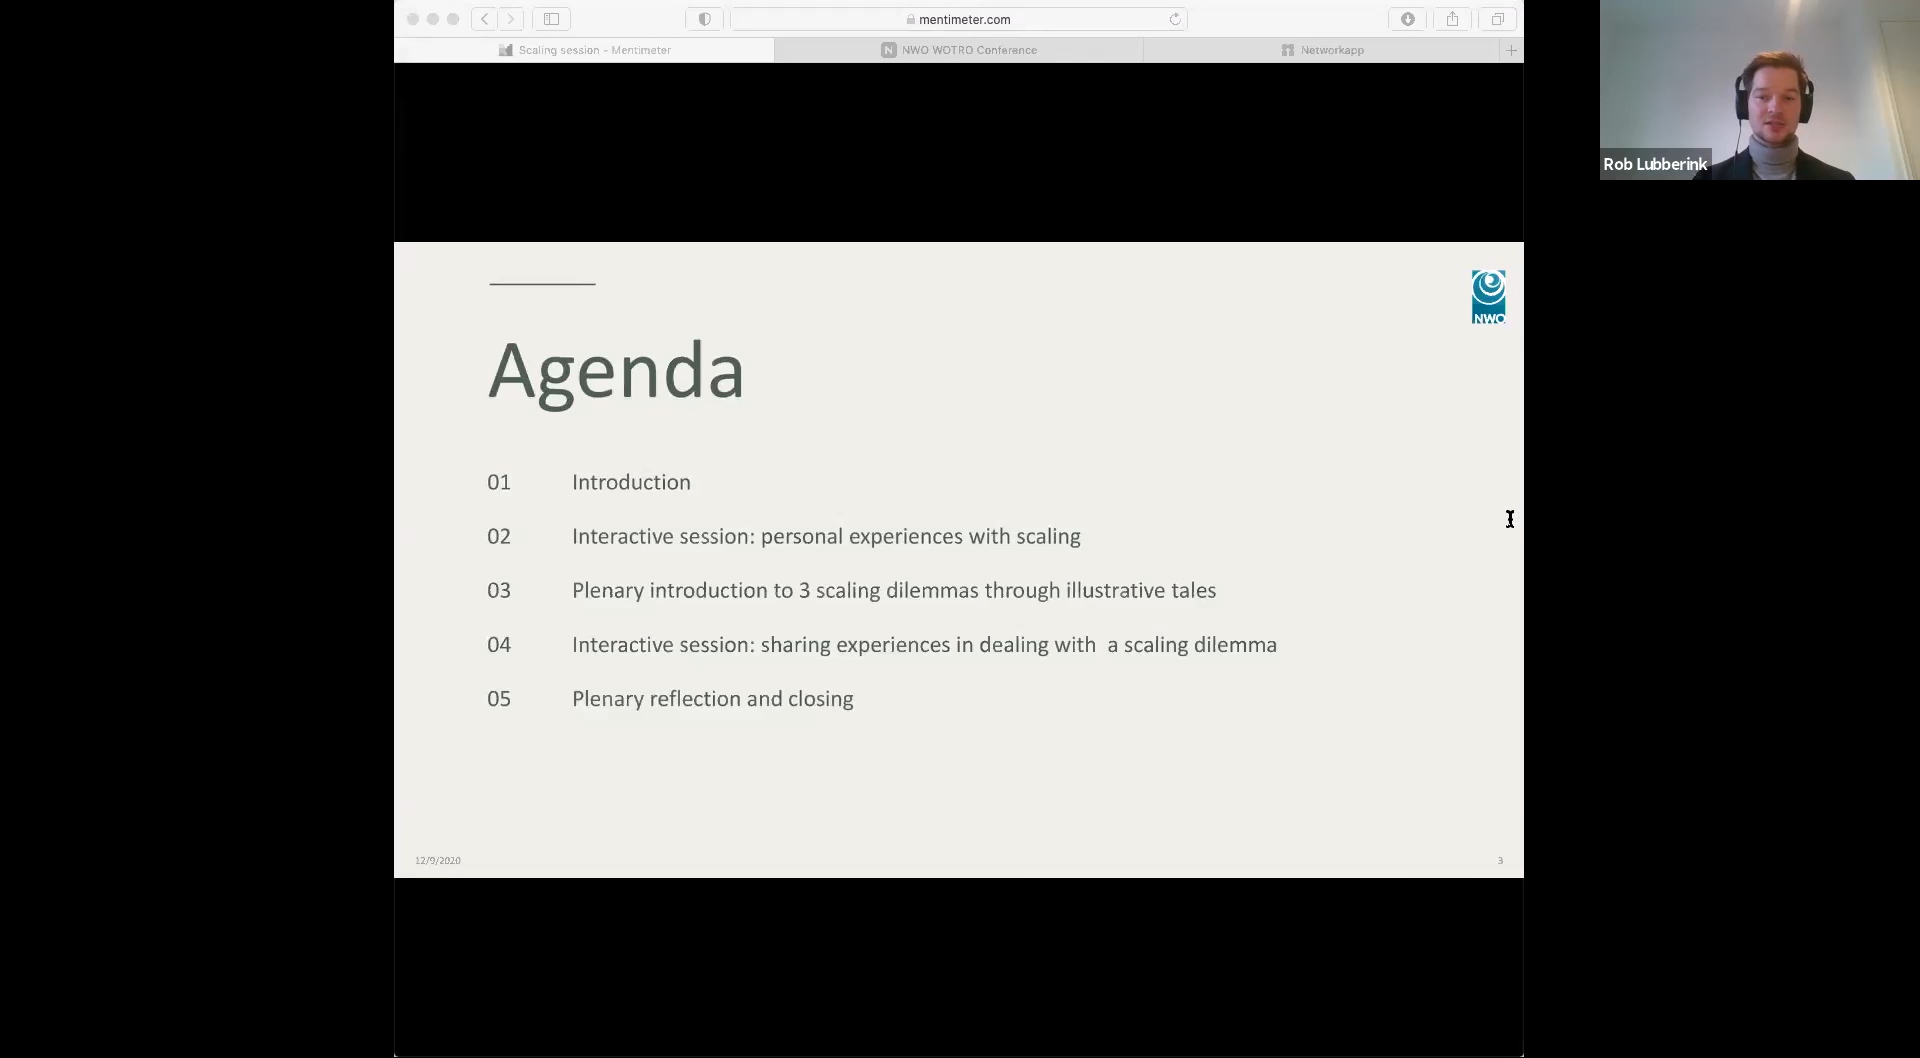 mentimeter.com
Scaling session - Mentimeter
NWO WOTRO Conference
Networkapp
Rob Lubberink
NWO
Agenda
01 Introduction
02 Interactive session: personal experiences with scaling
03 Plenary introduction to 3 scaling dilemmas through illustrative tales
04 Interactive session: sharing experiences in dealing with  a scaling dilemma
05 Plenary reflection and closing
12/9/2020
3